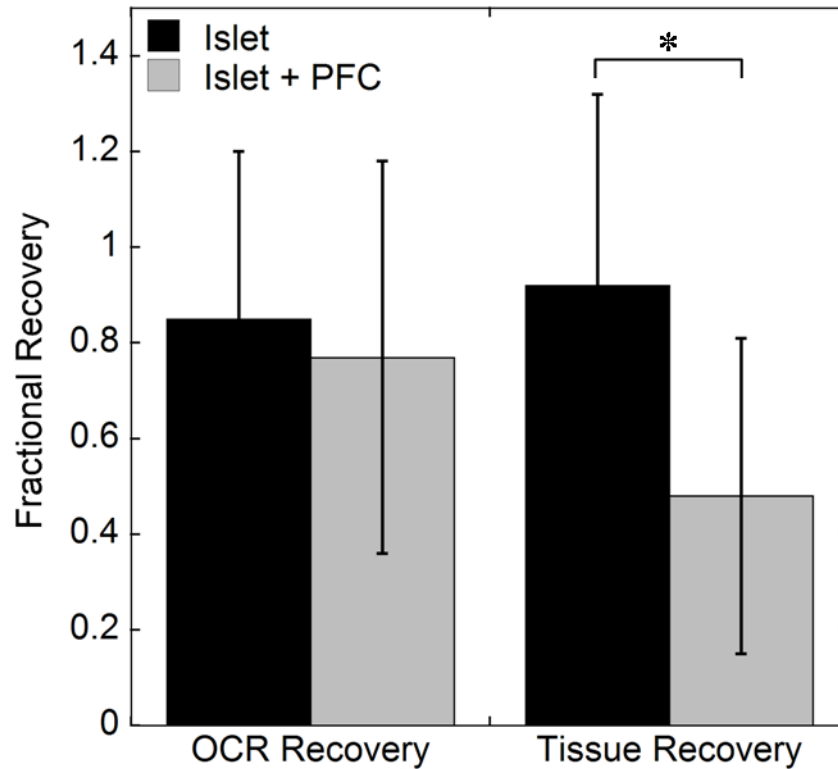 Islet
Islet + PFC
*
1.4
1.2
1
0.8
0.6
0.4
0.2
0
Fractional Recovery
OCR Recovery
Tissue Recovery